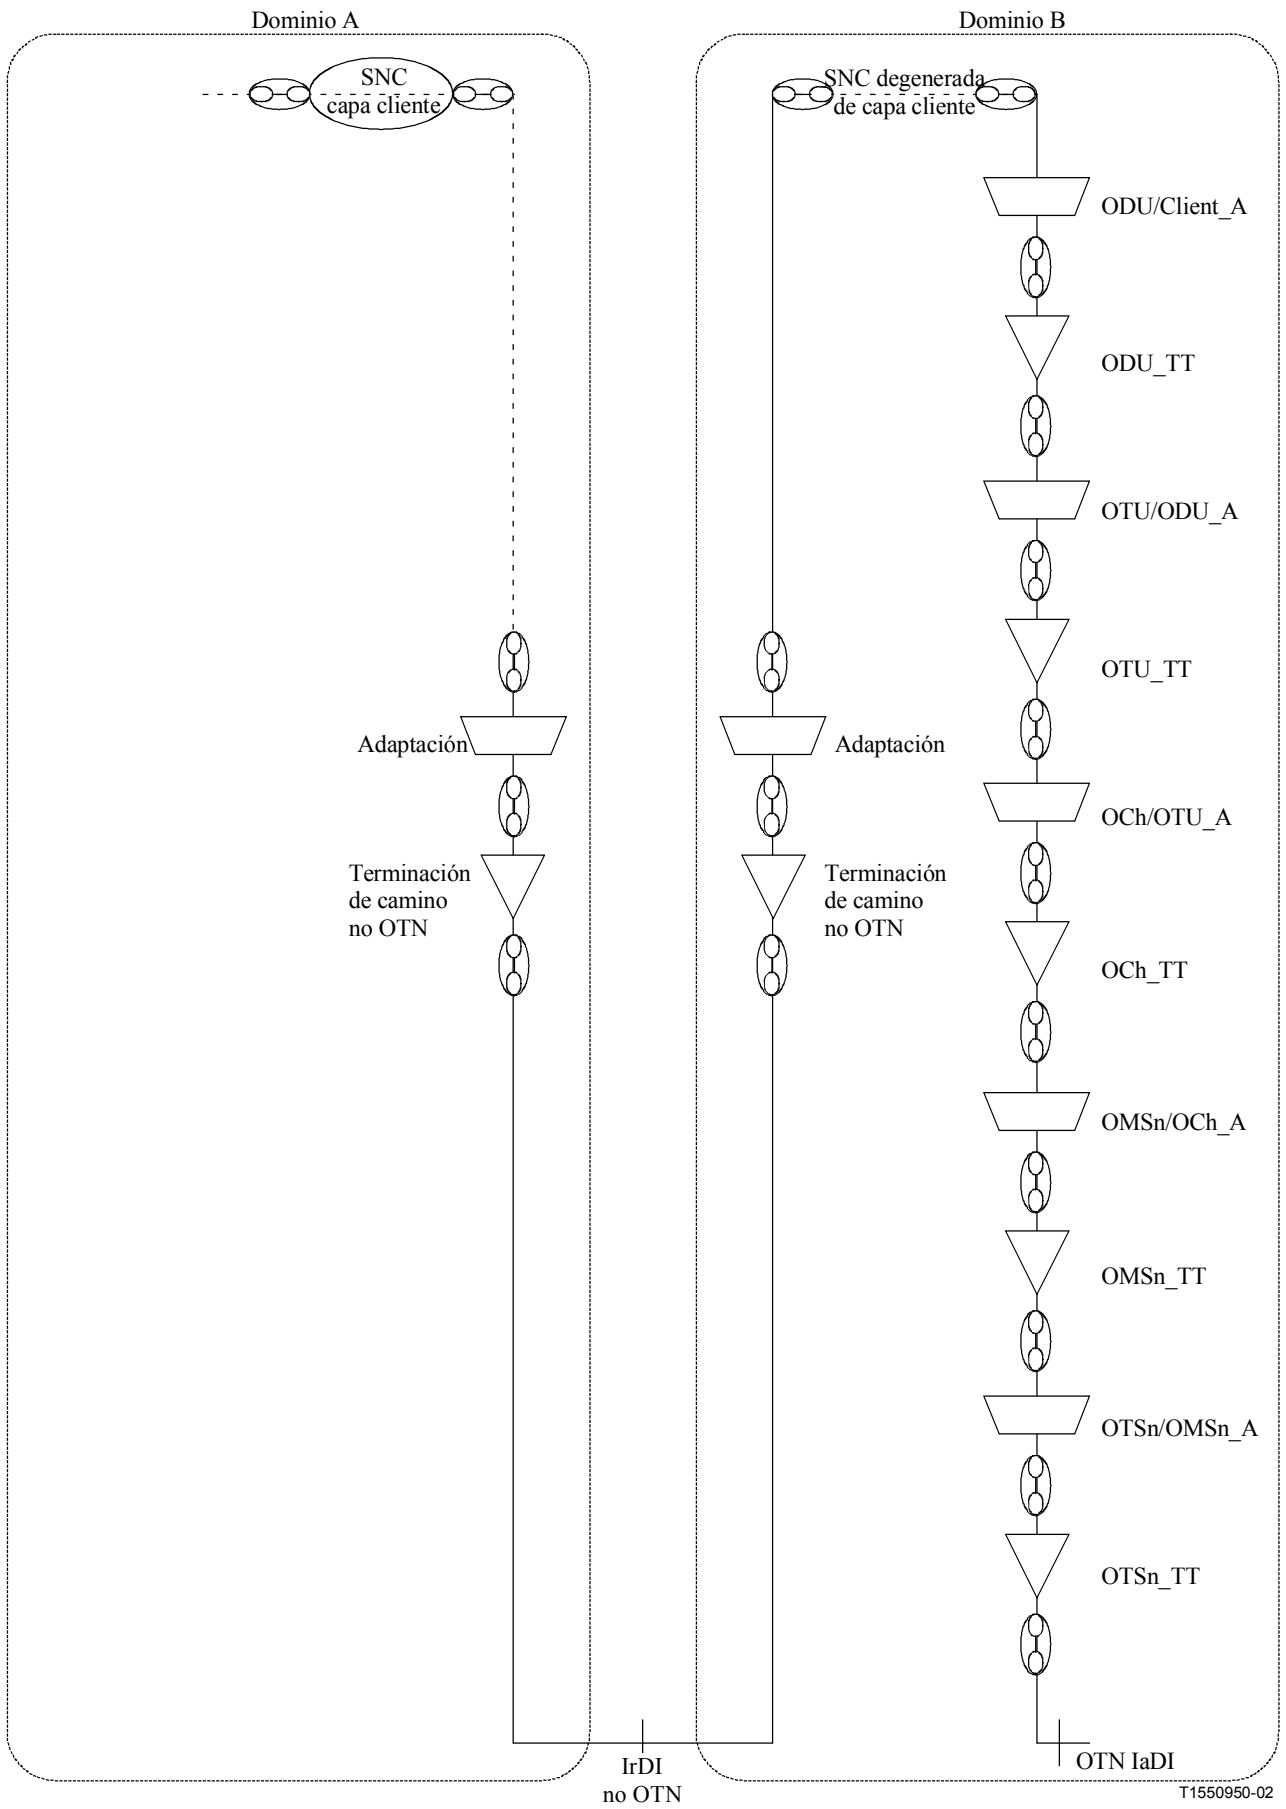 Dominio A
Dominio B
SNC
capa cliente
SNC degenerada
de capa cliente
ODU/Client_A
ODU_TT
OTU/ODU_A
OTU_TT
Adaptación
Adaptación
OCh/OTU_A
Terminación
de camino
no OTN
Terminación
de camino
no OTN
OCh_TT
OMSn/OCh_A
OMSn_TT
OTSn/OMSn_A
OTSn_TT
IrDI
no OTN
OTN IaDI
T1550950-02